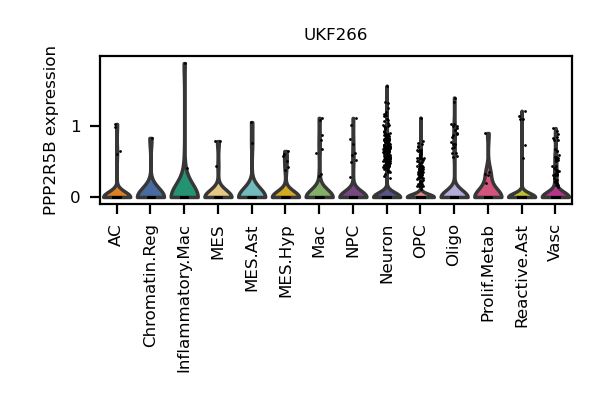 UKF266
PPP2R5B expression
1
0
AC
Chromatin.Reg
Inflammatory.Mac
MES
MES.Ast
MES.Hyp
Mac
NPC
Neuron
OPC
Oligo
Prolif.Metab
Reactive.Ast
Vasc